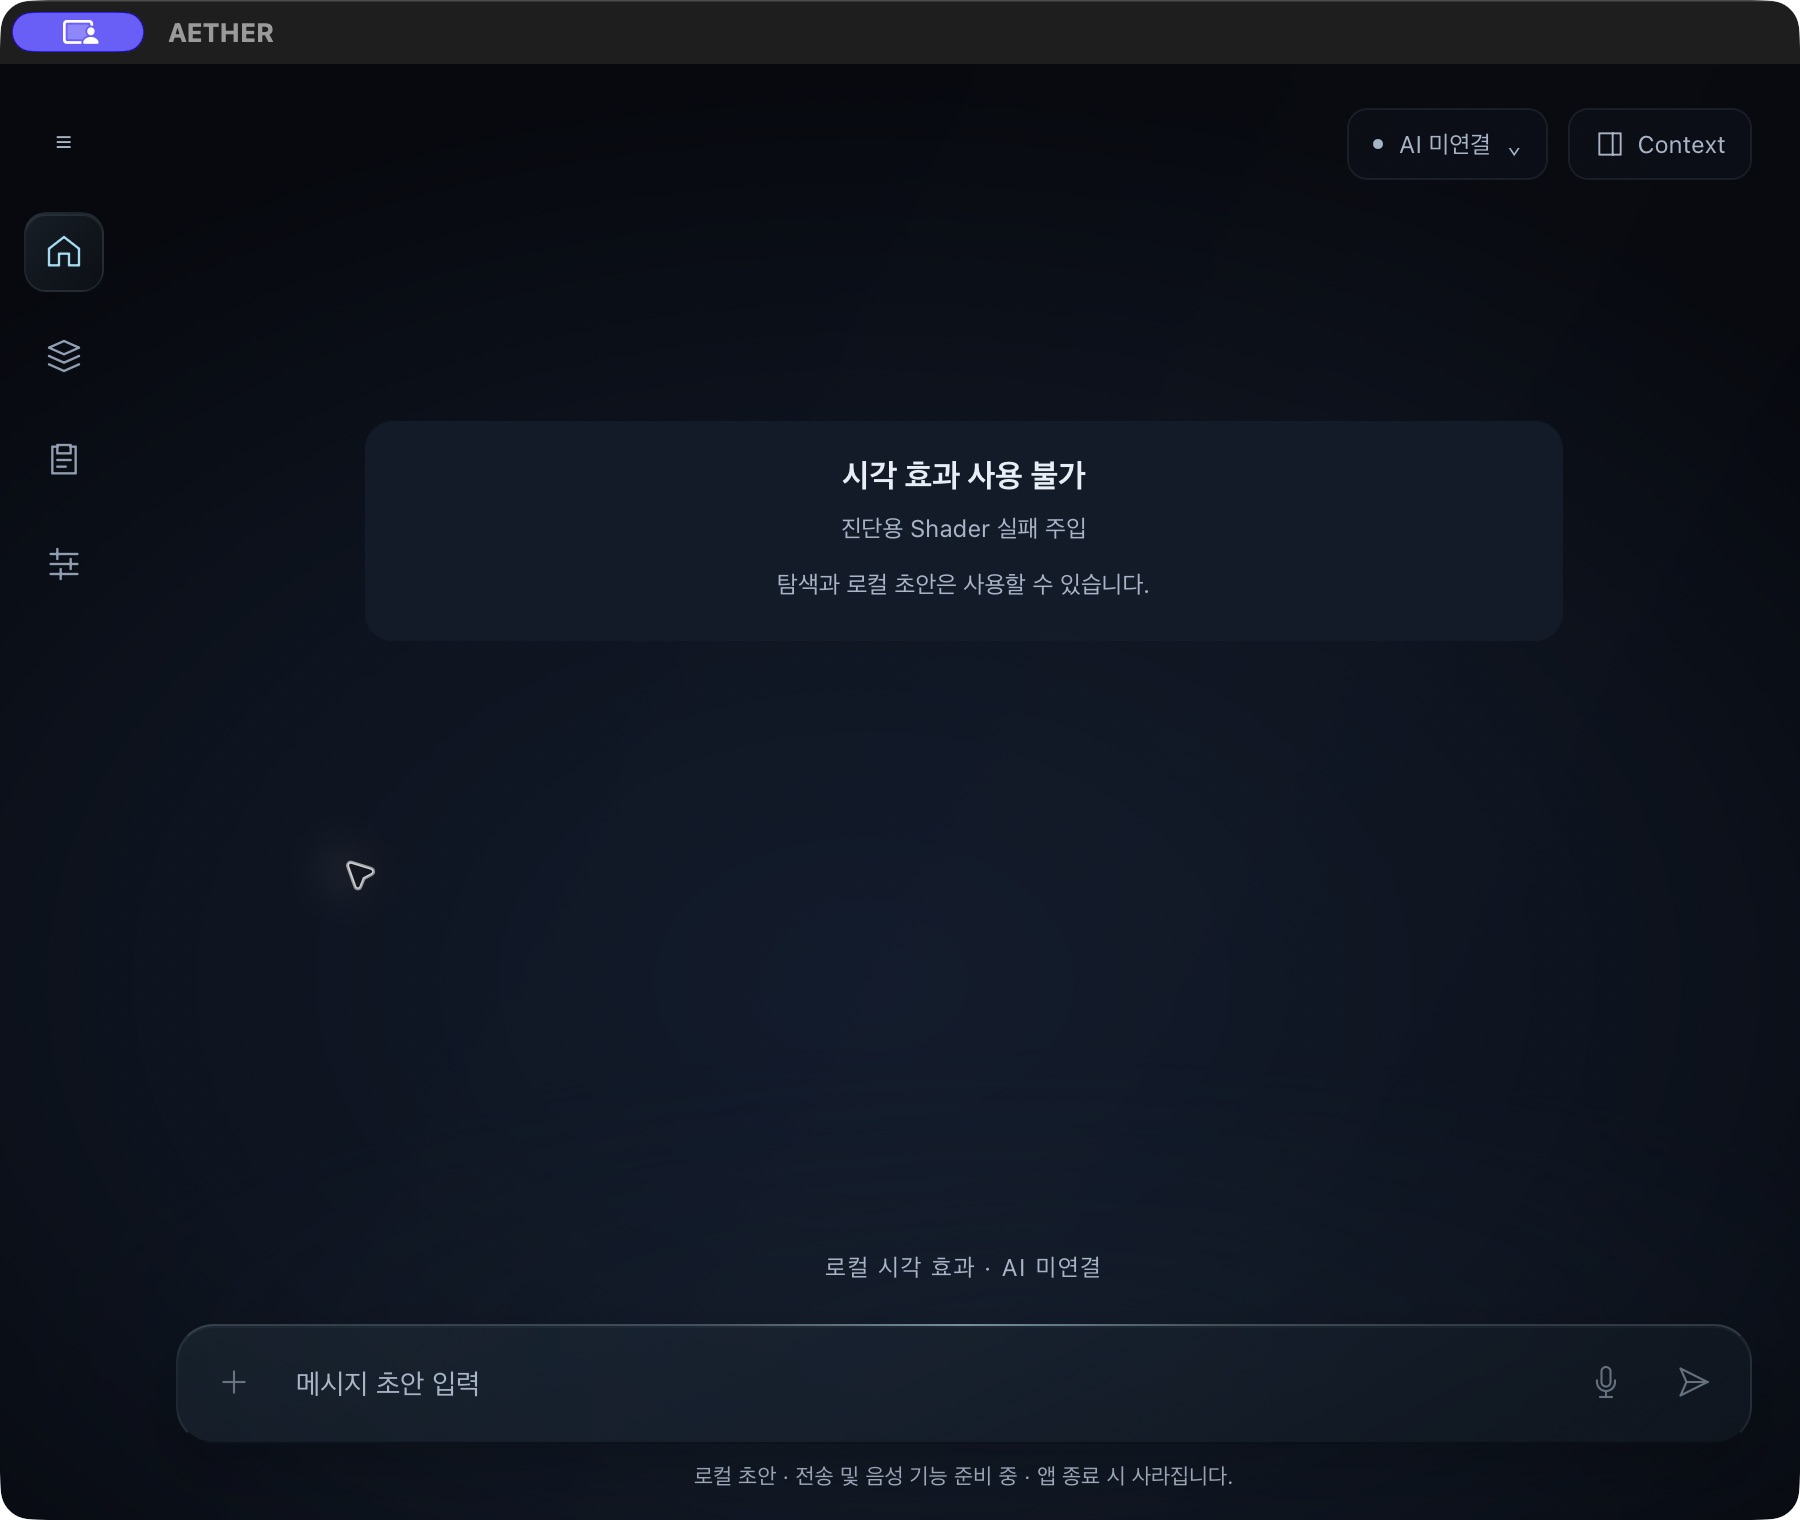 AETHER
AI 미연결
Context
시각 효과 사용 불가
진단용 Shader 실패 주입
탐색과 로컬 초안은 사용할 수 있습니다.
로컬 시각 효과 · AI 미연결
메시지 초안 입력
로컬 초안 · 전송 및 음성 기능 준비 중 · 앱 종료 시 사라집니다.